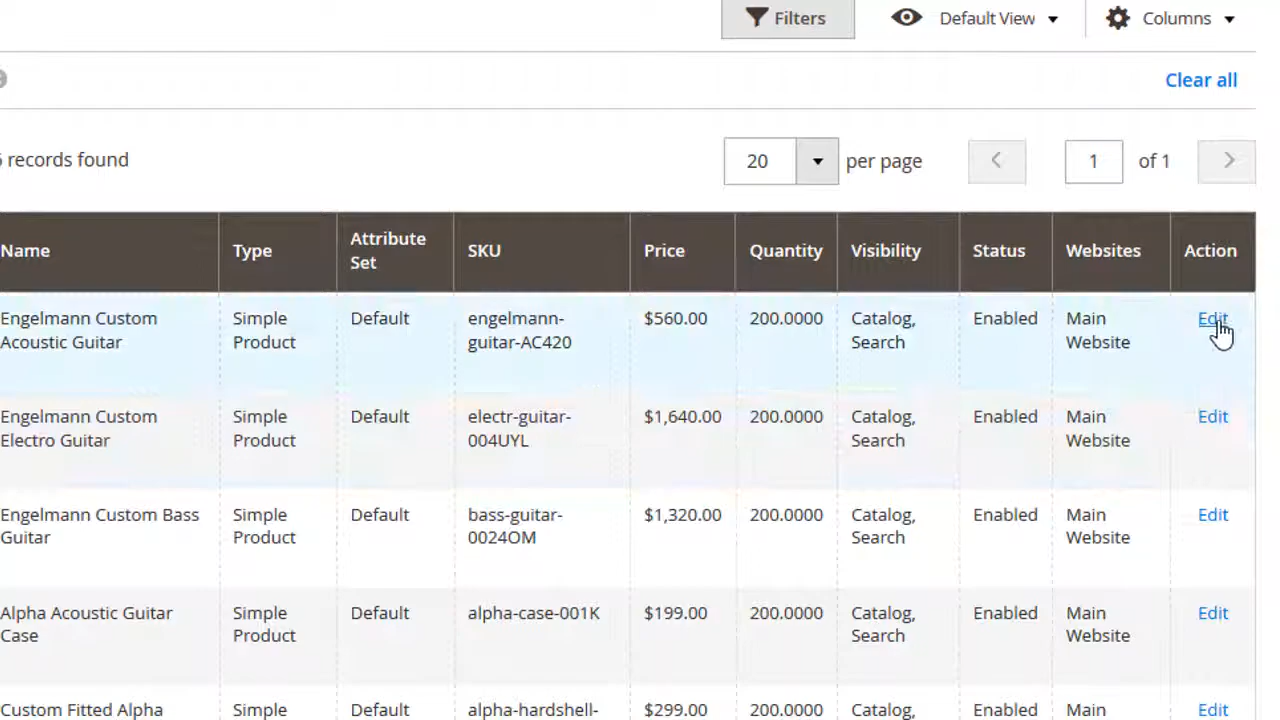 Filters Default View Columns
Clear all
records found 20 per page 1 of 1
Name Type Attribute Set SKU Price Quantity Visibility Status Websites Action
Engelmann Custom Simple Default engelmann- $560.00 200.0000 Catalog, Enabled Main Edit
Acoustic Guitar Product guitar-AC420 Search Website
Engelmann Custom Simple Default electr-guitar- $1,640.00 200.0000 Catalog, Enabled Main Edit
Electro Guitar Product 004UYL Search Website
Engelmann Custom Bass Simple Default bass-guitar- $1,320.00 200.0000 Catalog, Enabled Main Edit
Guitar Product 0024OM Search Website
Alpha Acoustic Guitar Simple Default alpha-case-001K $199.00 200.0000 Catalog, Enabled Main Edit
Case Product Search Website
Custom Fitted Alpha Simple Default alpha-hardshell- $299.00 200.0000 Catalog, Enabled Main Edit